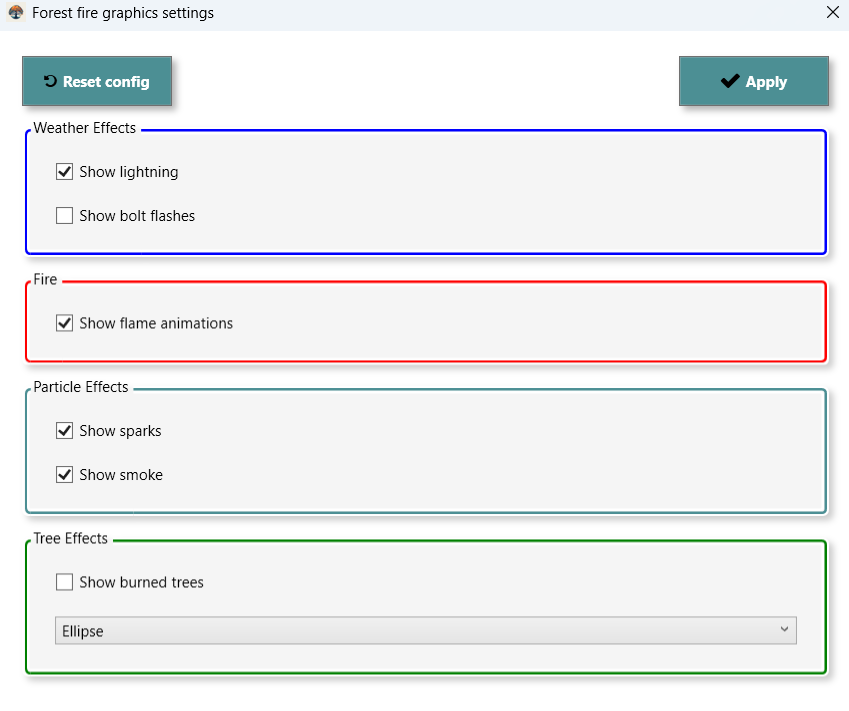 Forest fire graphics settings
Reset config
Apply
Weather Effects
Show lightning
Show bolt flashes
Fire
Show flame animations
Particle Effects
Show sparks
Show smoke
Tree Effects
Show burned trees
Ellipse